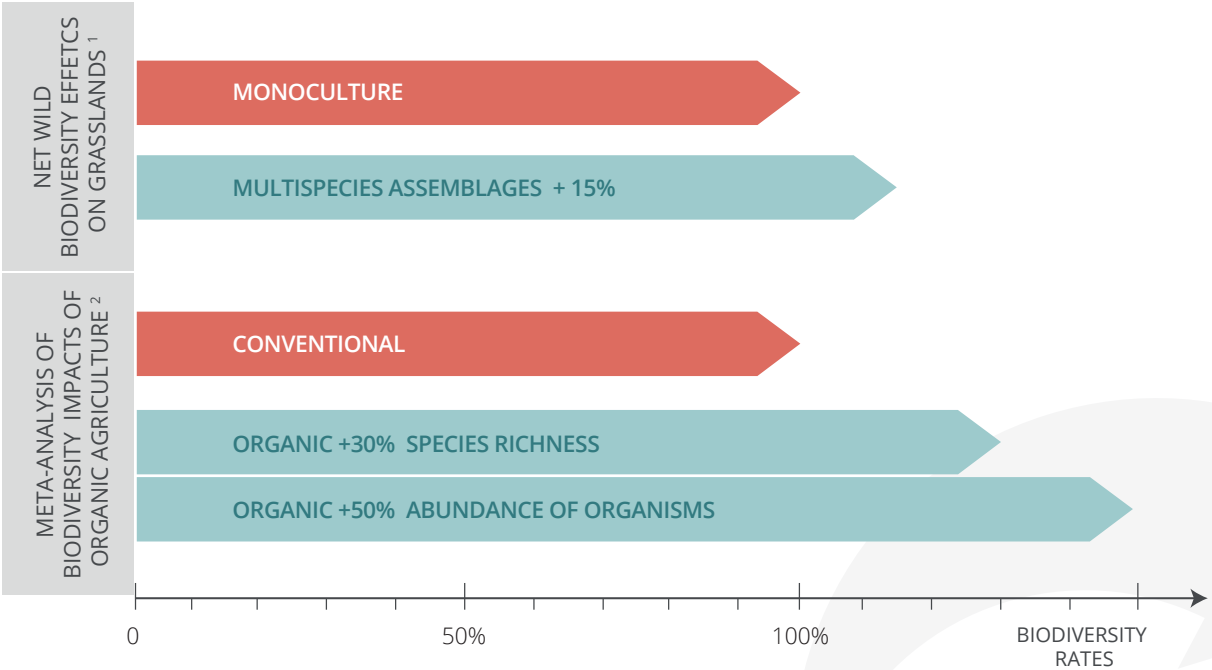 NET WILD
BIODIVERSITY EFFETCS
ON GRASSLANDS ¹
MONOCULTURE
MULTISPECIES ASSEMBLAGES + 15%
META-ANALYSIS OF
BIODIVERSITY IMPACTS OF
ORGANIC AGRICULTURE ²
CONVENTIONAL
ORGANIC +30% SPECIES RICHNESS
ORGANIC +50% ABUNDANCE OF ORGANISMS
0
50%
100%
BIODIVERSITY
RATES